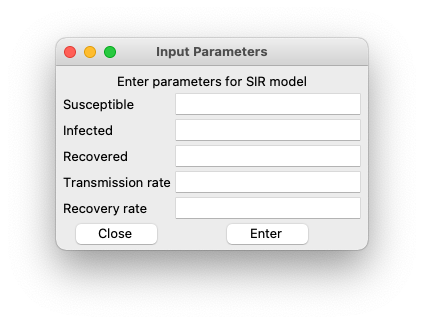 Input Parameters
Enter parameters for SIR model
Susceptible
Infected
Recovered
Transmission rate
Recovery rate
Close Enter